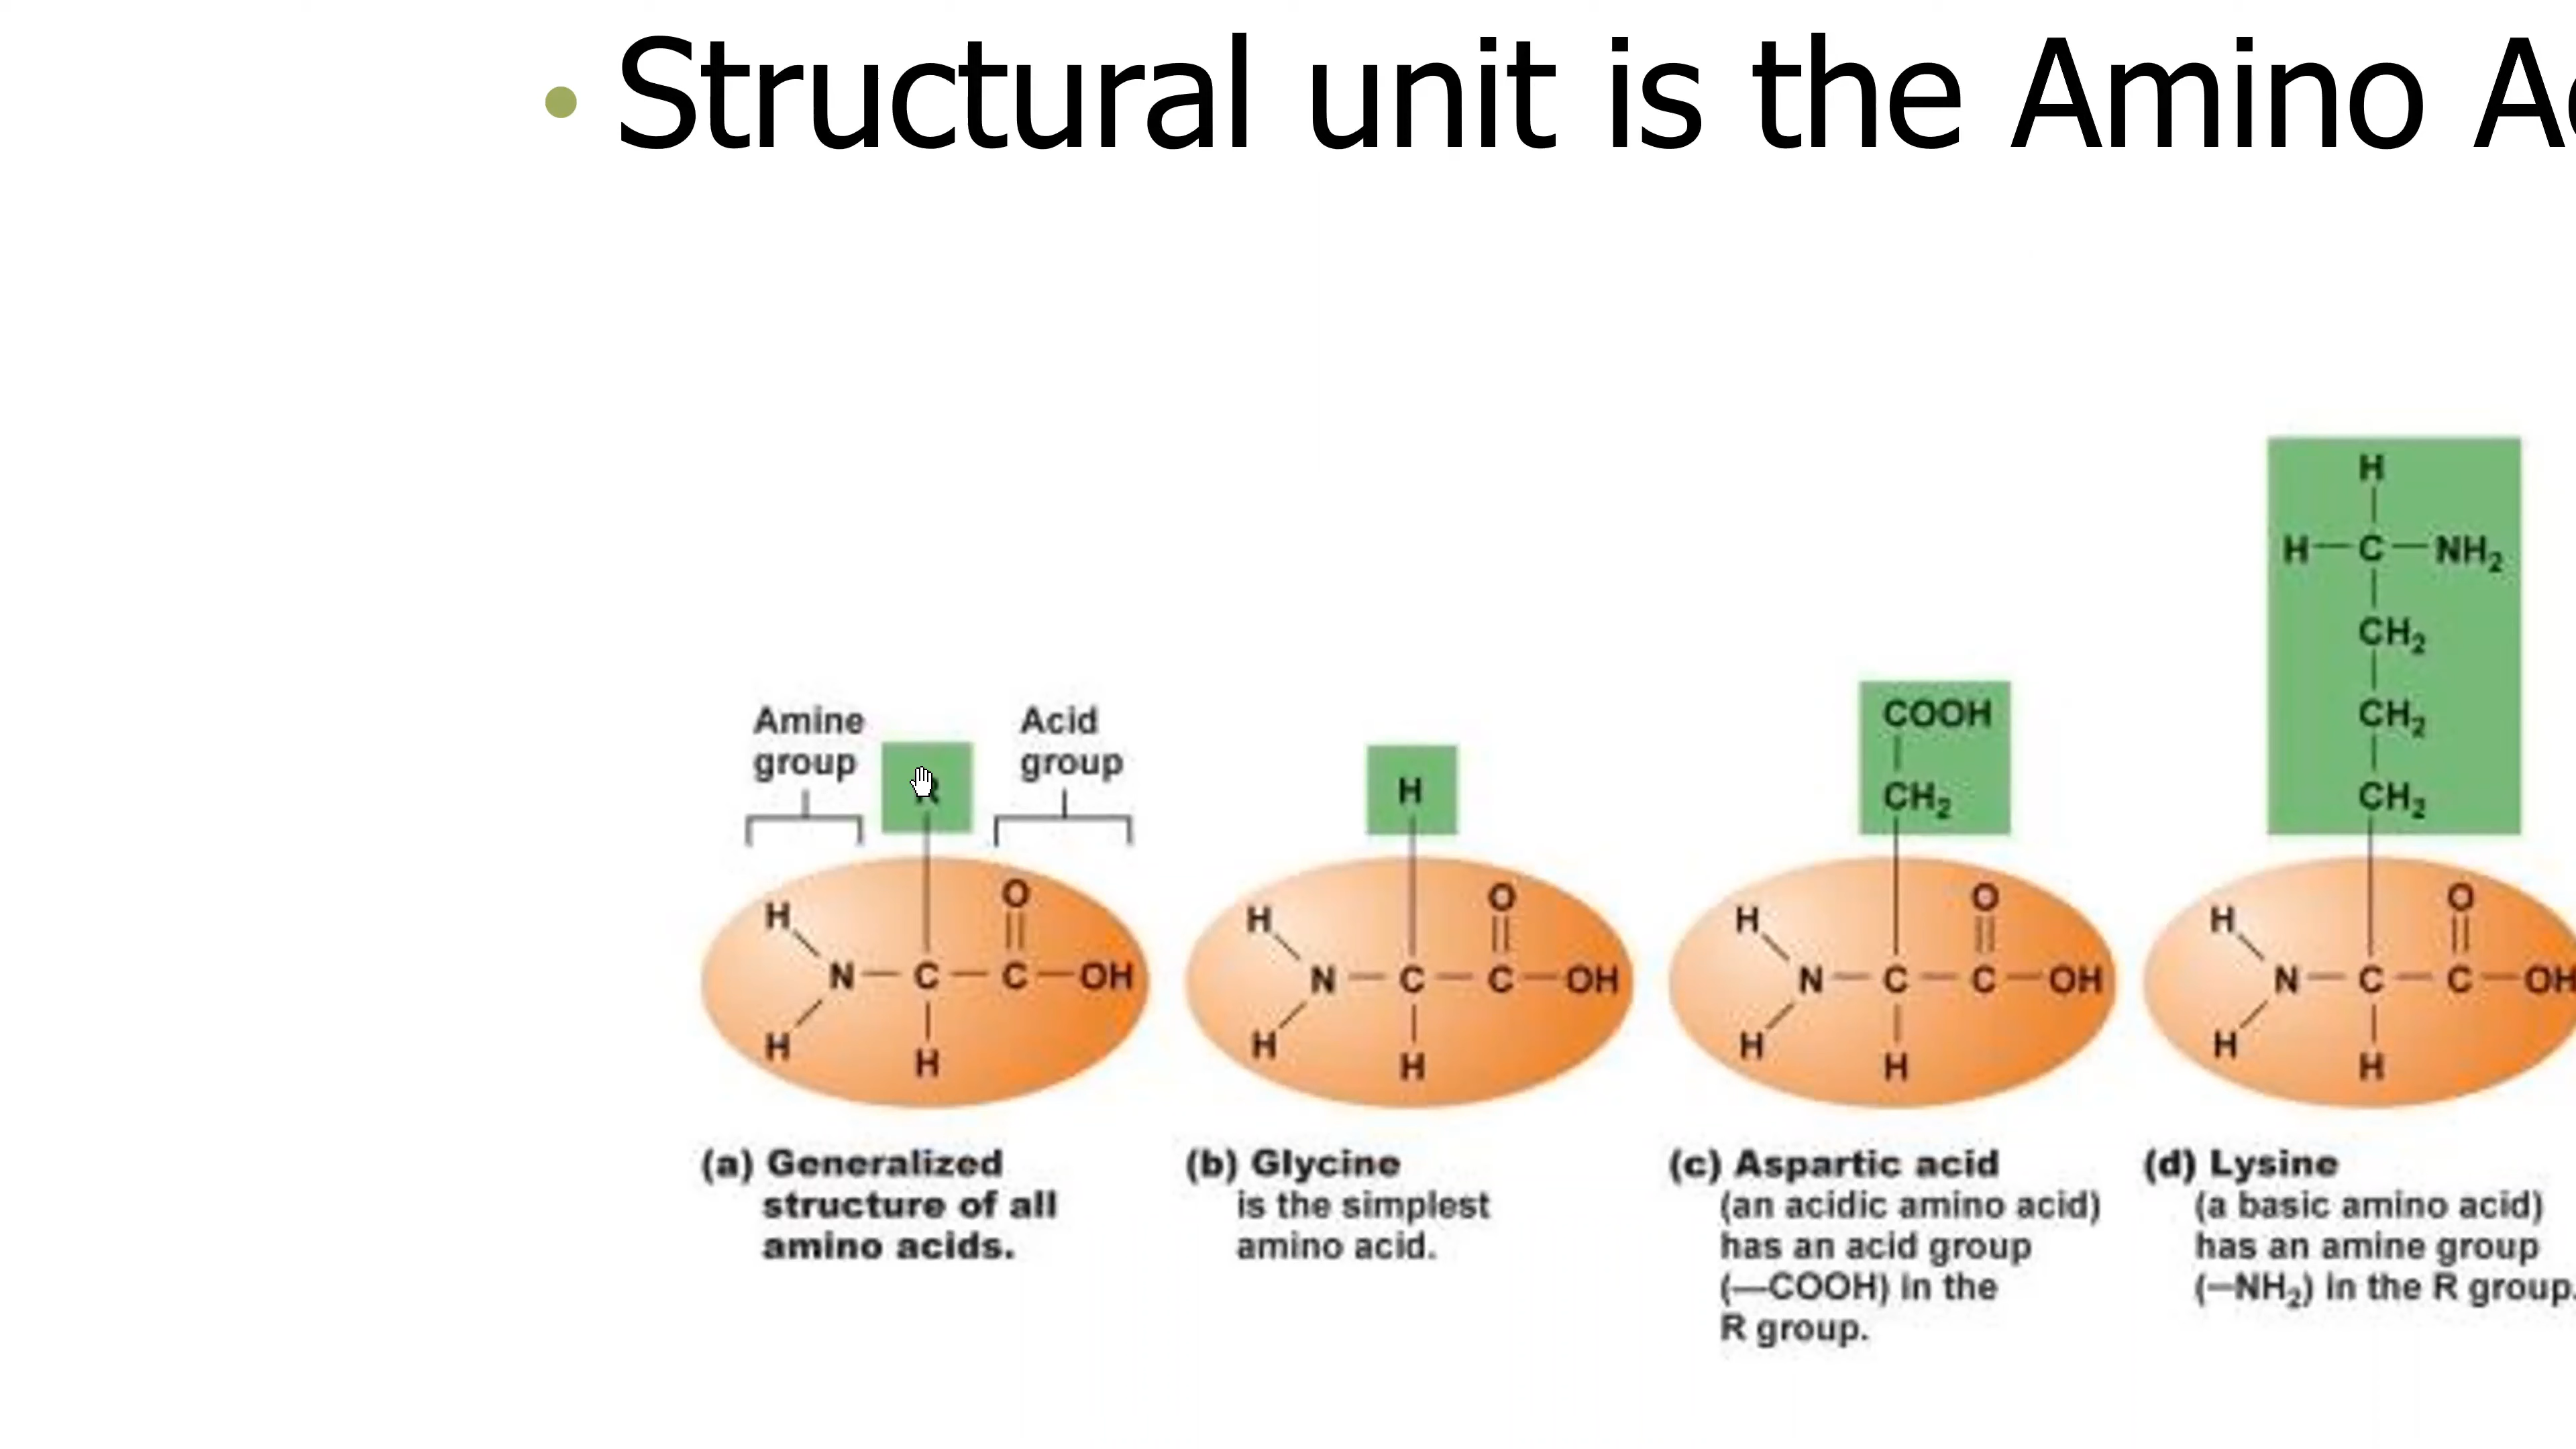 • Structural unit is the Amino Ac
H
H — C — NH₂
CH₂
CH₂
CH₂
COOH
CH₂
Amine
group
R
Acid
group
H
H
O
N — C — C — OH
H
H
H
O
N — C — C — OH
H
H
H
O
N — C — C — OH
H
H
H
O
N — C — C — OH
H
H
(a) Generalized
structure of all
amino acids.
(b) Glycine
is the simplest
amino acid.
(c) Aspartic acid
(an acidic amino acid)
has an acid group
(—COOH) in the
R group.
(d) Lysine
(a basic amino acid)
has an amine group
(—NH₂) in the R group.